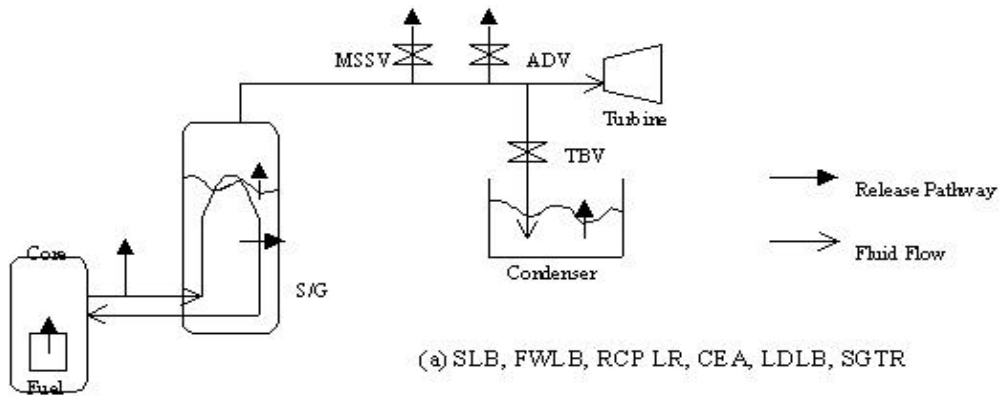 MSSV
ADV
Turbine
TBV
Release Pathway
Core
Condenser
Fluid Flow
S/G
Fuel
(a) SLB, FWLB, RCP LR, CEA, LDLB, SGTR